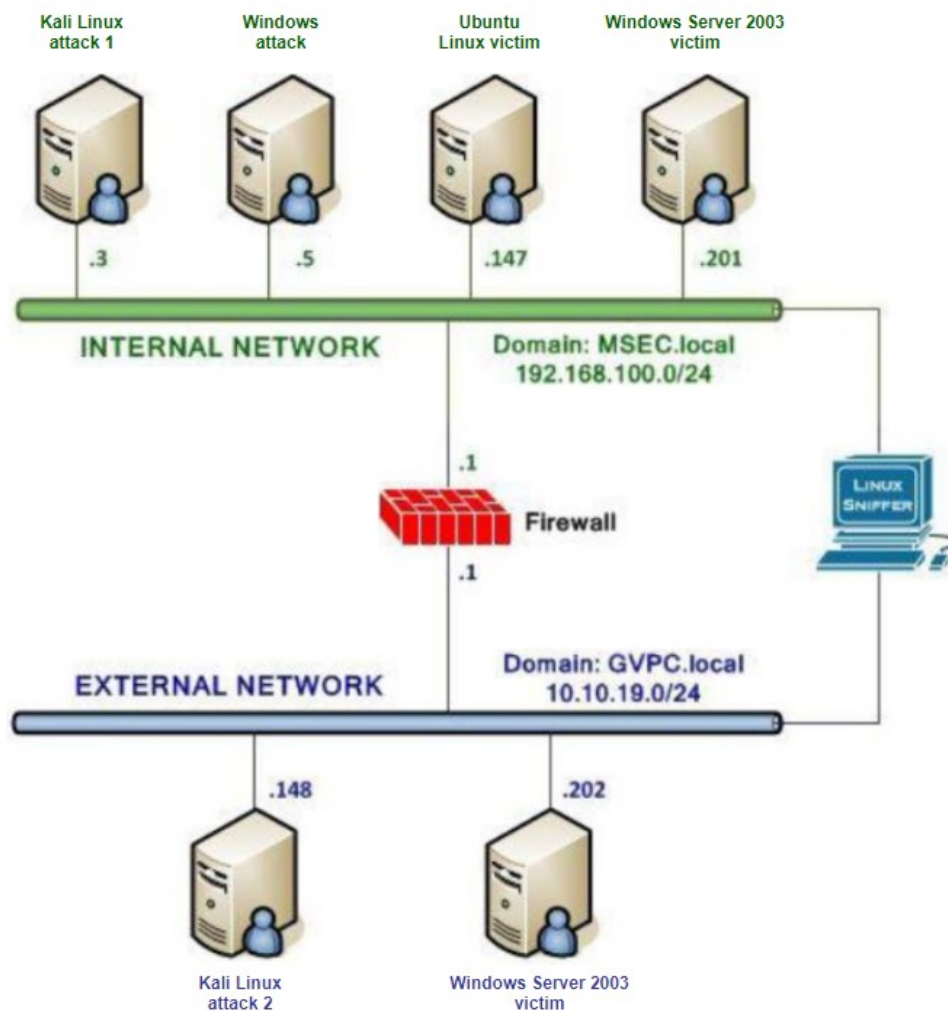 Kali Linux
attack 1
Windows
attack
Ubuntu
Linux victim
Windows Server 2003
victim
.3
.5
.147
.201
INTERNAL NETWORK
Domain: MSEC.local
192.168.100.0/24
.1
Firewall
.1
LINUX
SNIFFER
EXTERNAL NETWORK
Domain: GVPC.local
10.10.19.0/24
.148
.202
Kali Linux
attack 2
Windows Server 2003
victim